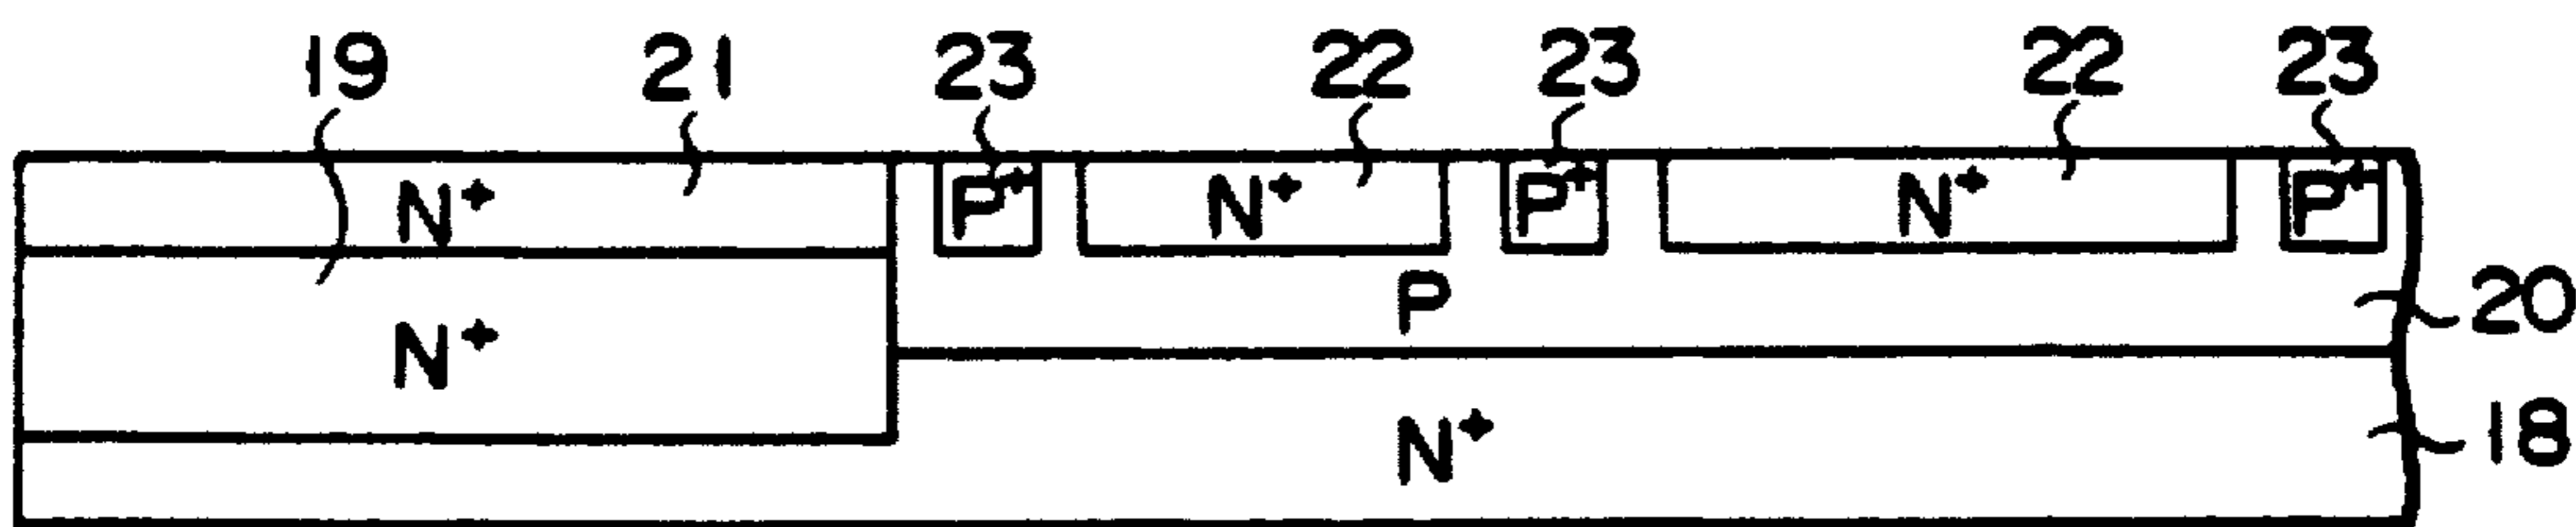 19 21 23 22 23 22 23
N+ P+ N+ P+ N+ P+
P 20
N+
N+ 18